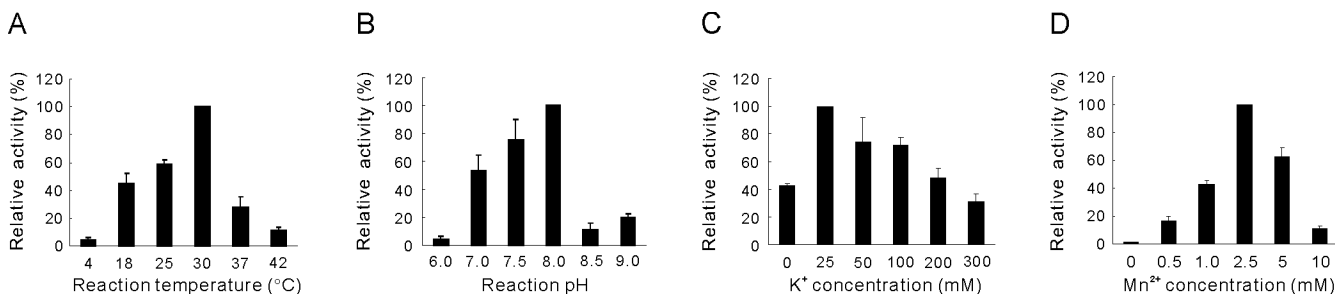 A
B
C
D
Relative activity (%)
120
100
80
60
40
20
0
4 18 25 30 37 42
Reaction temperature (°C)
Relative activity (%)
120
100
80
60
40
20
0
6.0 7.0 7.5 8.0 8.5 9.0
Reaction pH
Relative activity (%)
120
100
80
60
40
20
0
0 25 50 100 200 300
K⁺ concentration (mM)
Relative activity (%)
120
100
80
60
40
20
0
0 0.5 1.0 2.5 5 10
Mn²⁺ concentration (mM)